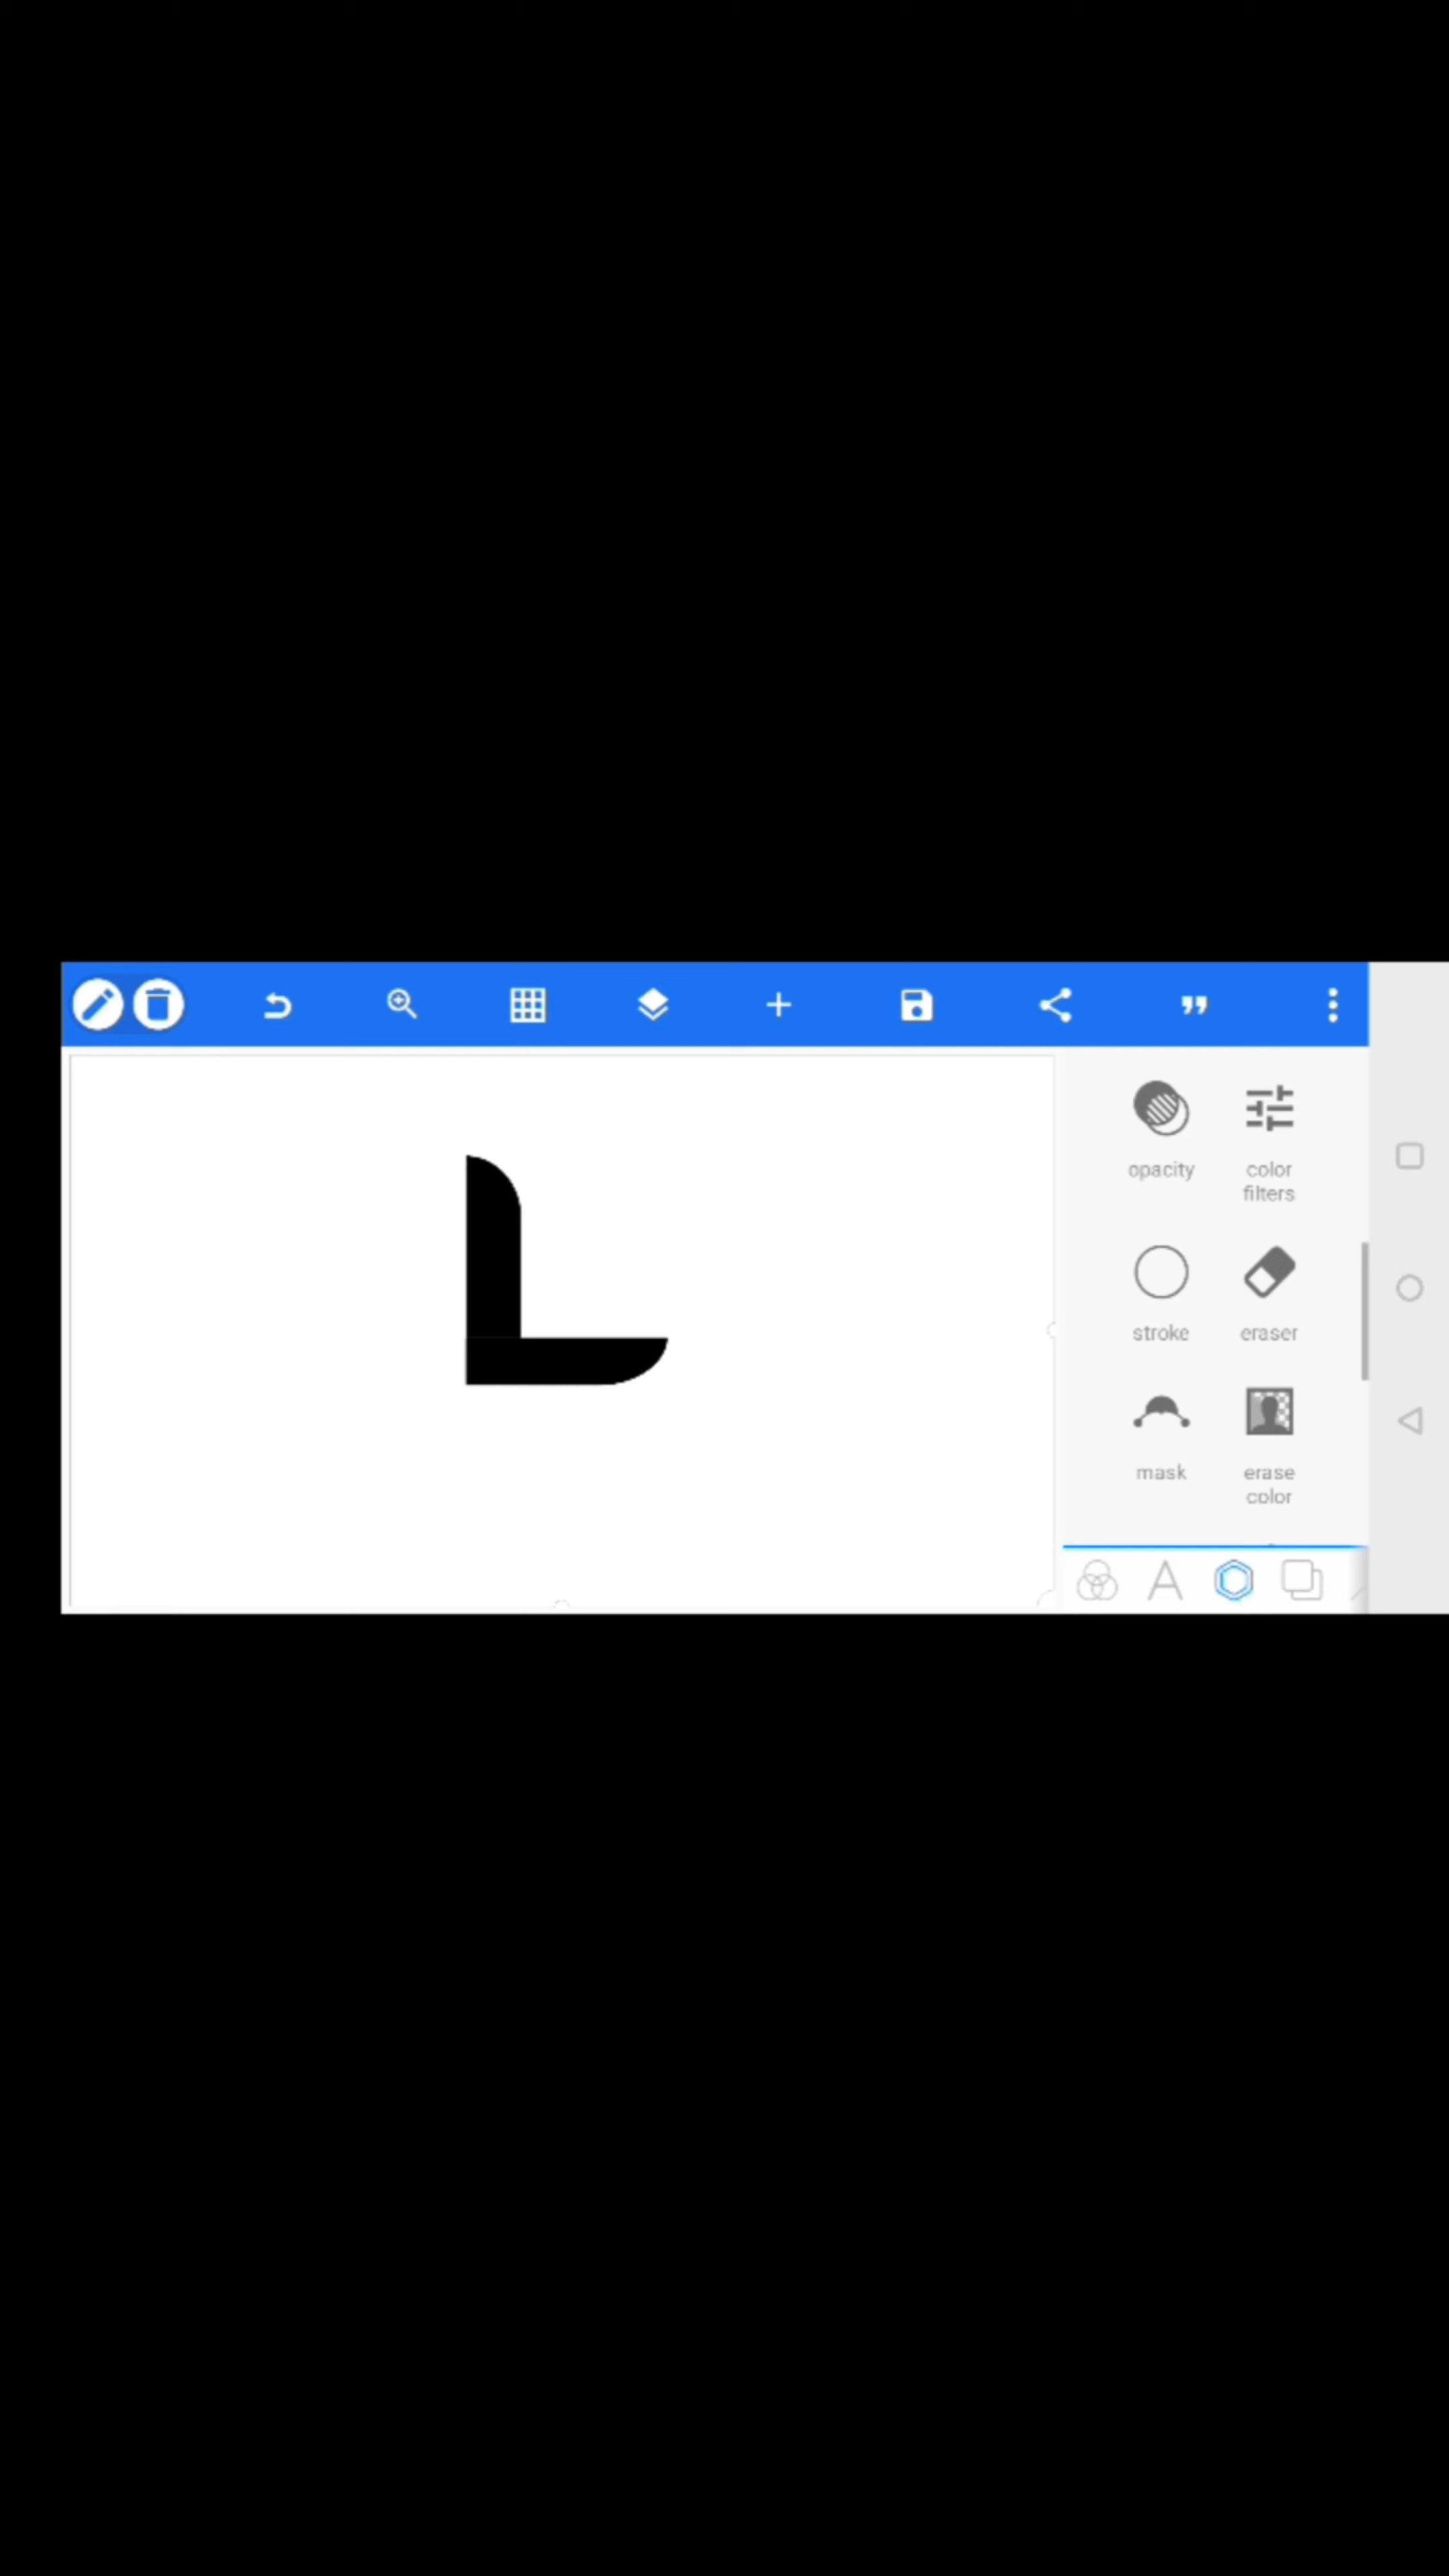 opacity
color
filters
stroke
eraser
mask
erase
color